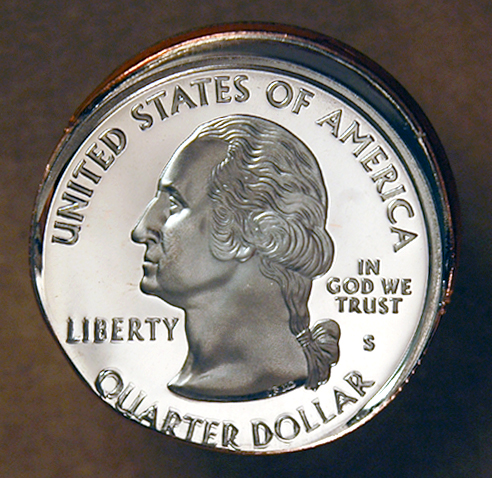 UNITED STATES OF AMERICA
LIBERTY
IN
GOD WE
TRUST
S
QUARTER DOLLAR